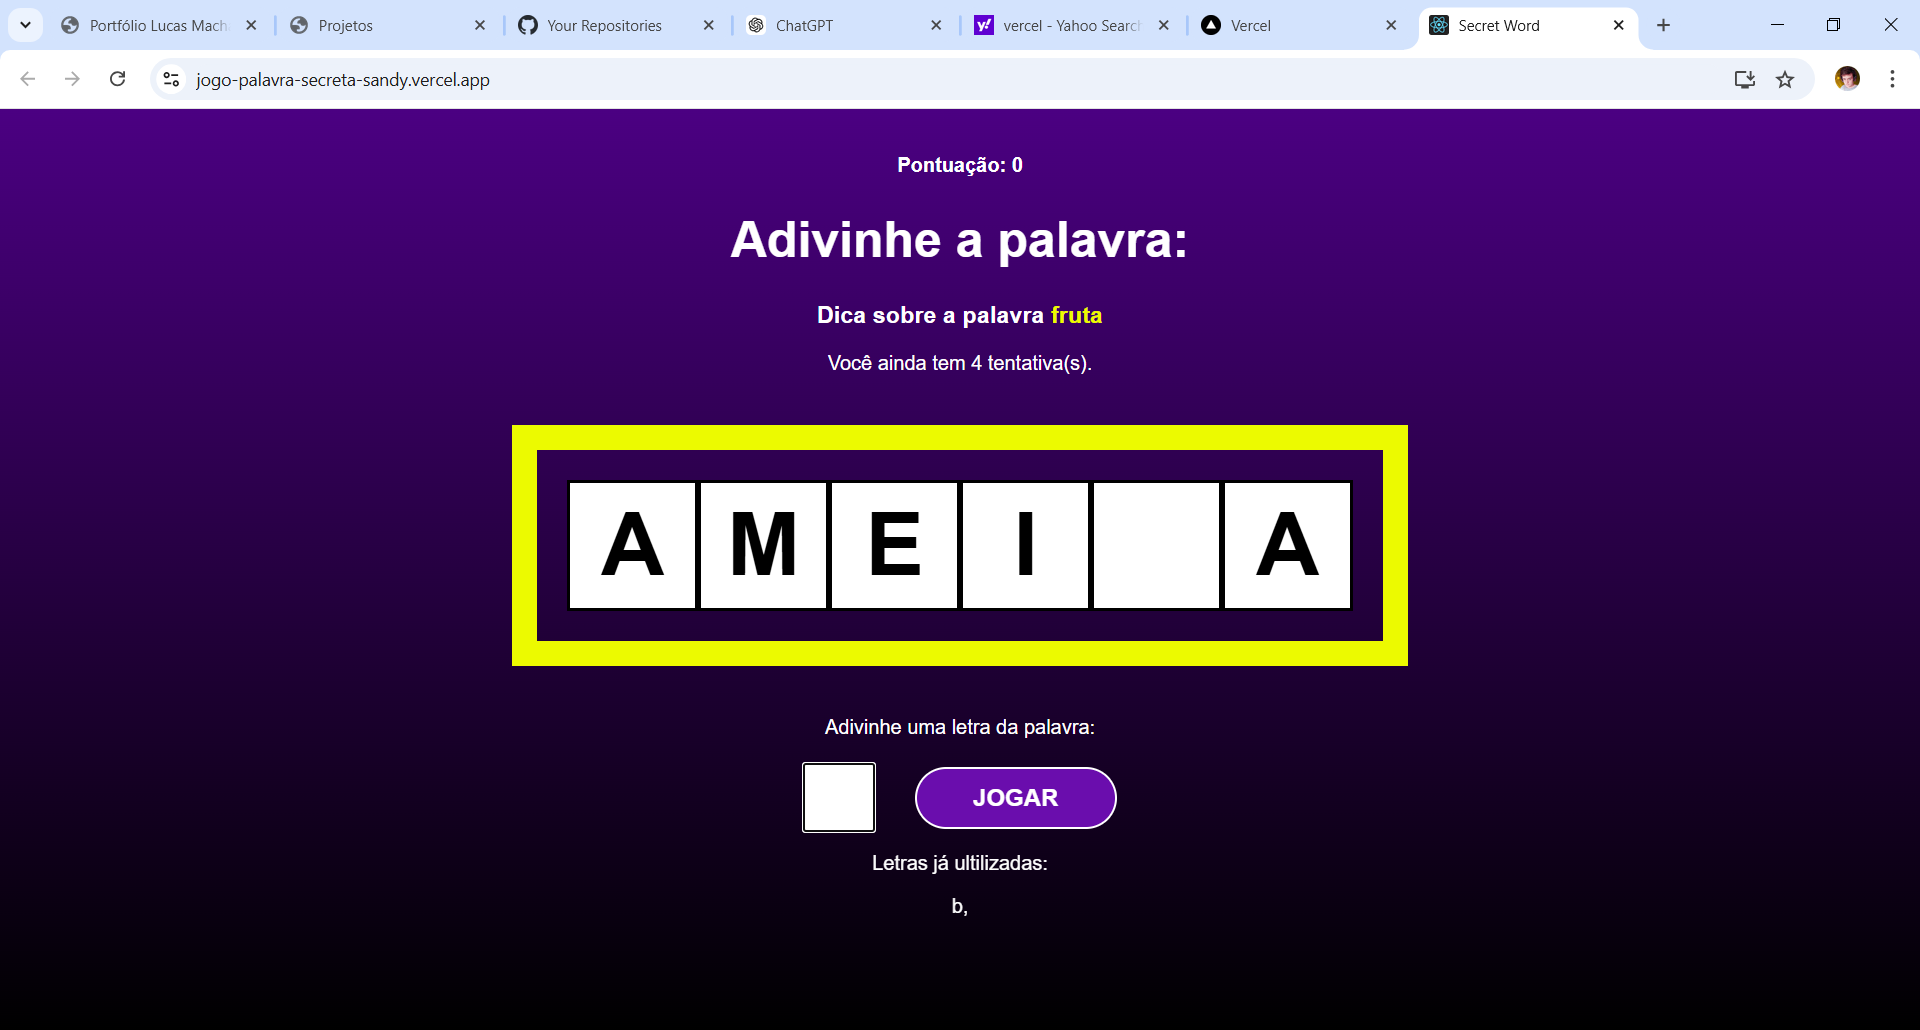 Portfólio Lucas Mach
Projetos
Your Repositories
ChatGPT
y!
vercel - Yahoo Search
Vercel
Secret Word
jogo-palavra-secreta-sandy.vercel.app
Pontuação: 0
Adivinhe a palavra:
Dica sobre a palavra fruta
Você ainda tem 4 tentativa(s).
A M E I A
Adivinhe uma letra da palavra:
JOGAR
Letras já ultilizadas:
b,